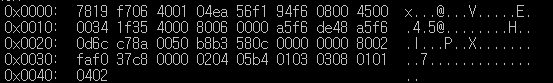 0x0000: 7819 f706 4001 04ea 56f1 94f6 0800 4500 x...@...V.....E.
0x0010: 0034 1f35 4000 8006 0000 a5f6 de48 a5f6 .4.5@........H..
0x0020: 0d6c c78a 0050 b8b3 580c 0000 0000 8002 .l...P..X.......
0x0030: faf0 37c8 0000 0204 05b4 0103 0308 0101 ..7.............
0x0040: 0402 ..